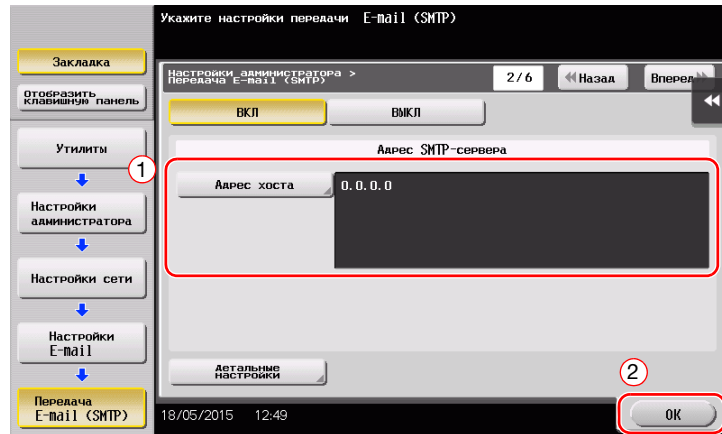 Укажите настройки передачи E-mail (SMTP)
Закладка
Отобразить
клавишную панель
Утилиты
Настройки
администратора
Настройки сети
Настройки
E-mail
Передача
E-mail (SMTP)
Настройки администратора >
Передача E-mail (SMTP)
2/6
Назад
Вперед
ВКЛ
ВЫКЛ
Адрес SMTP-сервера
1
Адрес хоста
0.0.0.0
Детальные
настройки
2
18/05/2015 12:49
OK